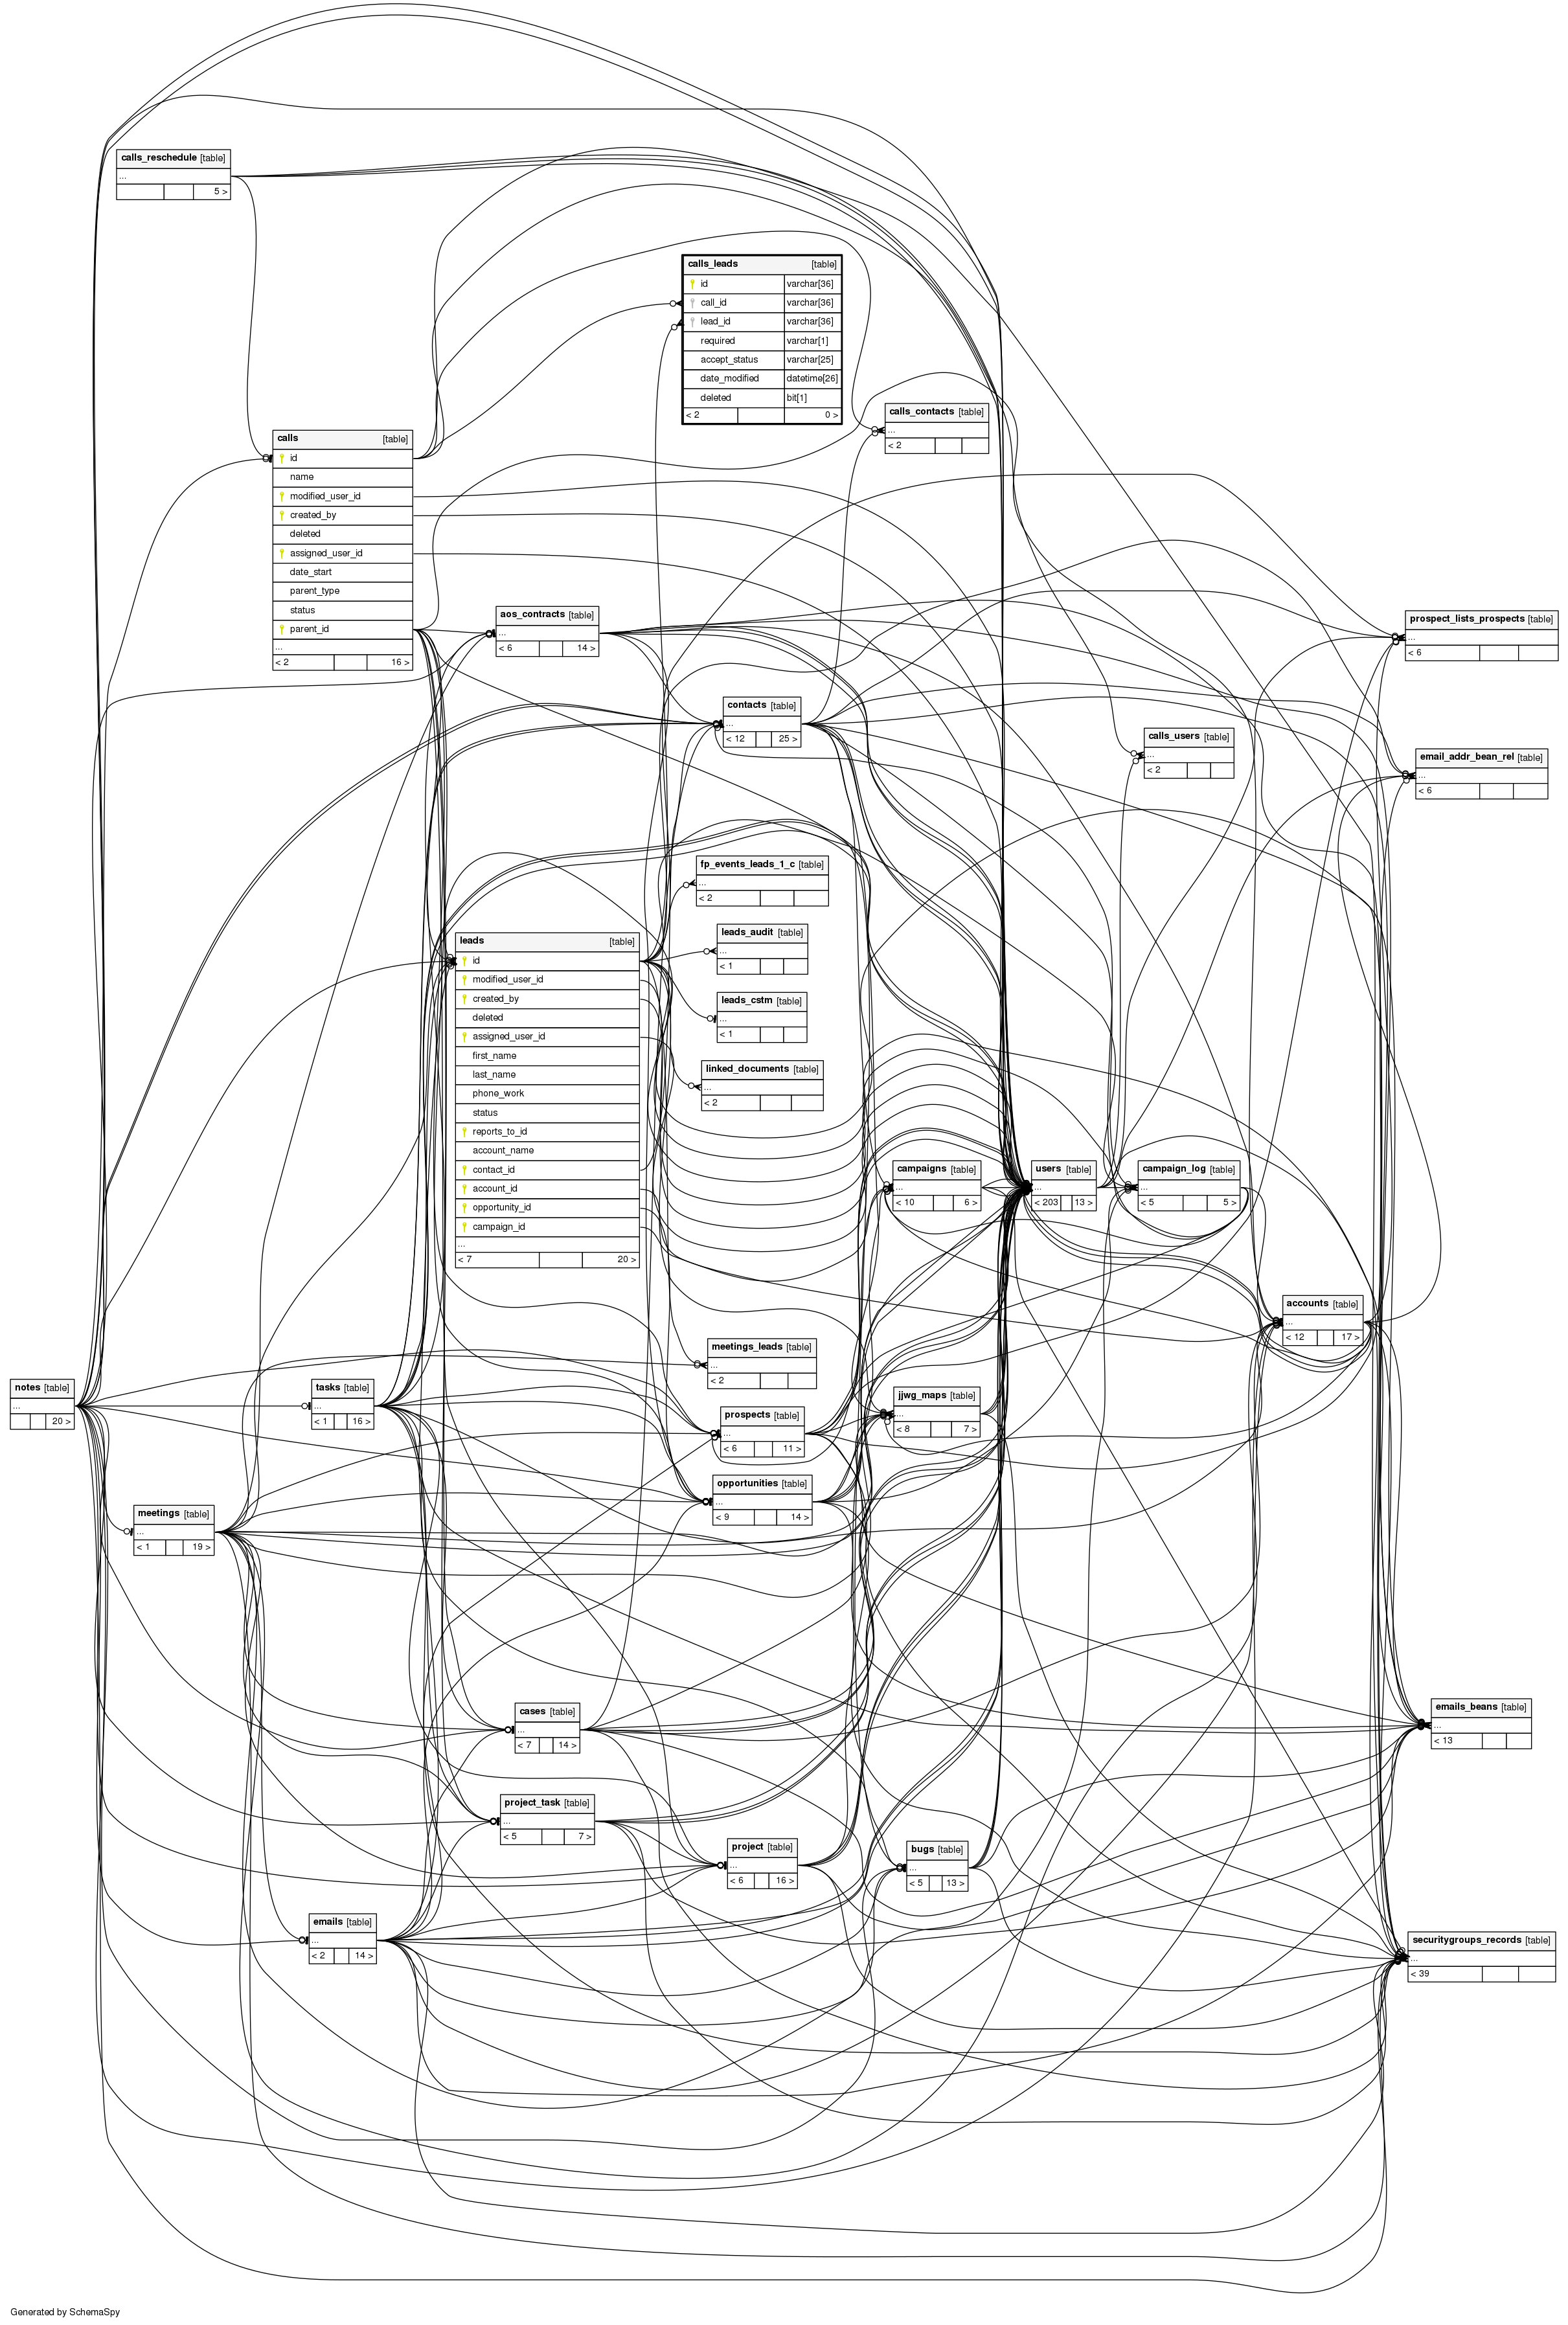 calls_reschedule [table]
...
5 >
calls_leads [table]
id varchar[36]
call_id varchar[36]
lead_id varchar[36]
required varchar[1]
accept_status varchar[25]
date_modified datetime[26]
deleted bit[1]
< 2 0 >
calls_contacts [table]
...
< 2
calls [table]
id
name
modified_user_id
created_by
deleted
assigned_user_id
date_start
parent_type
status
parent_id
...
< 2 16 >
aos_contracts [table]
...
< 6 14 >
prospect_lists_prospects [table]
...
< 6
contacts [table]
...
< 12 25 >
calls_users [table]
...
< 2
email_addr_bean_rel [table]
...
< 6
fp_events_leads_1_c [table]
...
< 2
leads_audit [table]
...
< 1
leads [table]
id
modified_user_id
created_by
deleted
assigned_user_id
first_name
last_name
phone_work
status
reports_to_id
account_name
contact_id
account_id
opportunity_id
campaign_id
...
< 7 20 >
leads_cstm [table]
...
< 1
linked_documents [table]
...
< 2
campaigns [table]
...
< 10 6 >
users [table]
...
< 203 13 >
campaign_log [table]
...
< 5 5 >
accounts [table]
...
< 12 17 >
meetings_leads [table]
...
< 2
notes [table]
...
20 >
tasks [table]
...
< 1 16 >
jjwg_maps [table]
...
< 8 7 >
prospects [table]
...
< 6 11 >
opportunities [table]
...
< 9 14 >
meetings [table]
...
< 1 19 >
cases [table]
...
< 7 14 >
emails_beans [table]
...
< 13
project_task [table]
...
< 5 7 >
project [table]
...
< 6 16 >
bugs [table]
...
< 5 13 >
emails [table]
...
< 2 14 >
securitygroups_records [table]
...
< 39
Generated by SchemaSpy